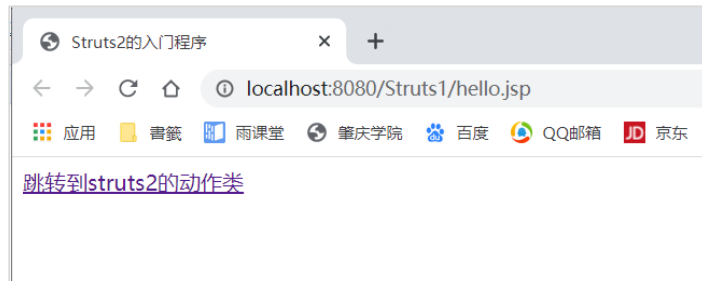 Struts2的入门程序
localhost:8080/Struts1/hello.jsp
应用 書籤 雨课堂 肇庆学院 百度 QQ邮箱 JD 京东
跳转到struts2的动作类